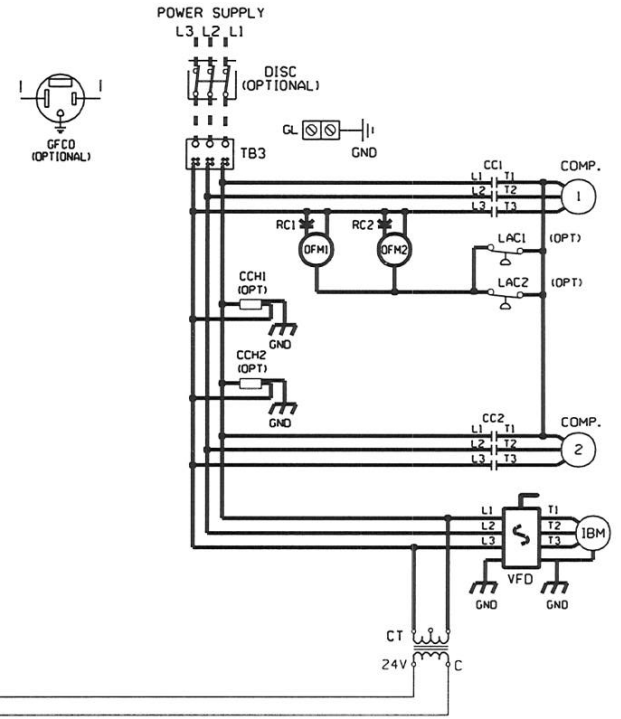 POWER SUPPLY
L3 L2 L1
DISC
(OPTIONAL)
GFCO
(OPTIONAL)
GL
GND
TB3
CC1
COMP.
L1 T1
L2 T2
L3 T3
1
RC1
RC2
OFM1
OFM2
LAC1 (OPT)
LAC2 (OPT)
CCH1
(OPT)
GND
CCH2
(OPT)
GND
CC2
COMP.
L1 T1
L2 T2
L3 T3
2
L1 T1
L2 T2
L3 T3
IBM
VFD
GND
GND
CT
24V C